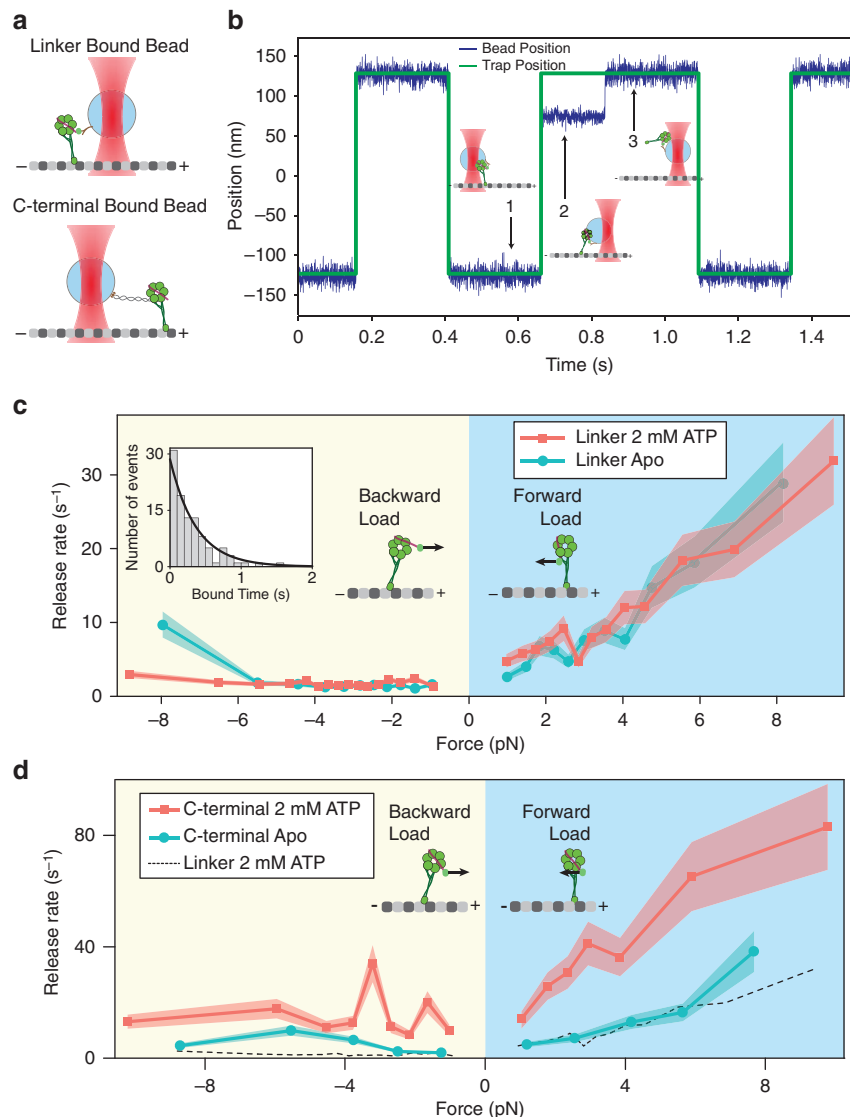 a
Linker Bound Bead
− +
C-terminal Bound Bead
− +
b
Bead Position
Trap Position
150
100
50
0
−50
−100
−150
Position (nm)
1
2
3
− +
− +
− +
0 0.2 0.4 0.6 0.8 1.0 1.2 1.4
Time (s)
c
Linker 2 mM ATP
Linker Apo
Number of events
30
15
0
0 1 2
Bound Time (s)
Backward
Load
− +
Forward
Load
− +
Release rate (s⁻¹)
30
20
10
0
−8 −6 −4 −2 0 2 4 6 8
Force (pN)
d
C-terminal 2 mM ATP
C-terminal Apo
Linker 2 mM ATP
Backward
Load
- +
Forward
Load
- +
Release rate (s⁻¹)
80
40
0
−8 −4 0 4 8
Force (pN)